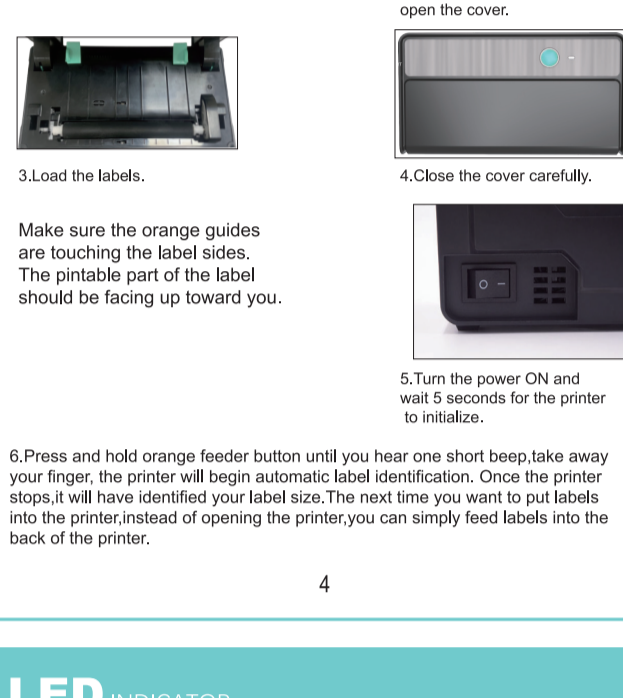 open the cover.
3.Load the labels.
4.Close the cover carefully.
Make sure the orange guides
are touching the label sides.
The pintable part of the label
should be facing up toward you.
5.Turn the power ON and
wait 5 seconds for the printer
to initialize.
6.Press and hold orange feeder button until you hear one short beep,take away
your finger, the printer will begin automatic label identification. Once the printer
stops,it will have identified your label size.The next time you want to put labels
into the printer,instead of opening the printer,you can simply feed labels into the
back of the printer.
4
LED INDICATOR